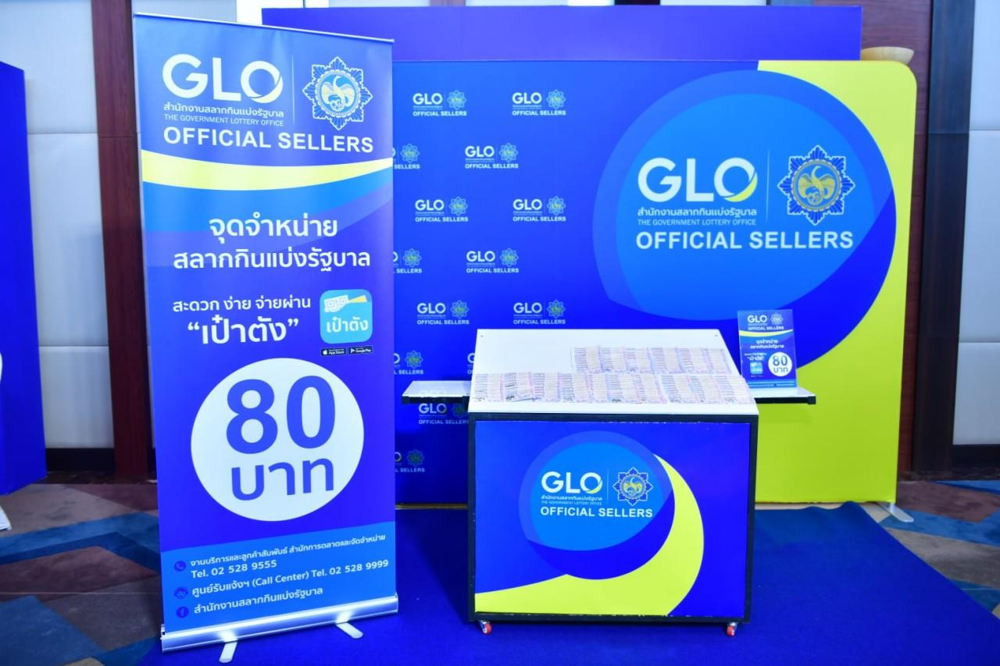 GLO
สำนักงานสลากกินแบ่งรัฐบาล
THE GOVERNMENT LOTTERY OFFICE
OFFICIAL SELLERS
จุดจำหน่าย
สลากกินแบ่งรัฐบาล
สะดวก ง่าย จ่ายผ่าน
“เป๋าตัง”
เป๋าตัง
App Store
Google Play
80
บาท
งานบริการและลูกค้าสัมพันธ์ สำนักการตลาดและจัดจำหน่าย
Tel. 02 528 9555
ศูนย์รับแจ้งฯ (Call Center) Tel. 02 528 9999
สำนักงานสลากกินแบ่งรัฐบาล
GLO
OFFICIAL SELLERS
GLO
OFFICIAL SELLERS
SELLERS
GLO
OFFICIAL SELLERS
GLO
OFFICIAL SELLERS
GLO
OFFICIAL SELLERS
SELLERS
GLO
OFFICIAL SELLERS
GLO
OFFICIAL SELLERS
GLO
OFFICIAL SELLERS
GLO
OFFICIAL SELLERS
SELLERS
GLO
สำนักงานสลากกินแบ่งรัฐบาล
THE GOVERNMENT LOTTERY OFFICE
OFFICIAL SELLERS
GLO
OFFICIAL SELLERS
จุดจำหน่าย
สลากกินแบ่งรัฐบาล
80
บาท
GLO
สำนักงานสลากกินแบ่งรัฐบาล
THE GOVERNMENT LOTTERY OFFICE
OFFICIAL SELLERS